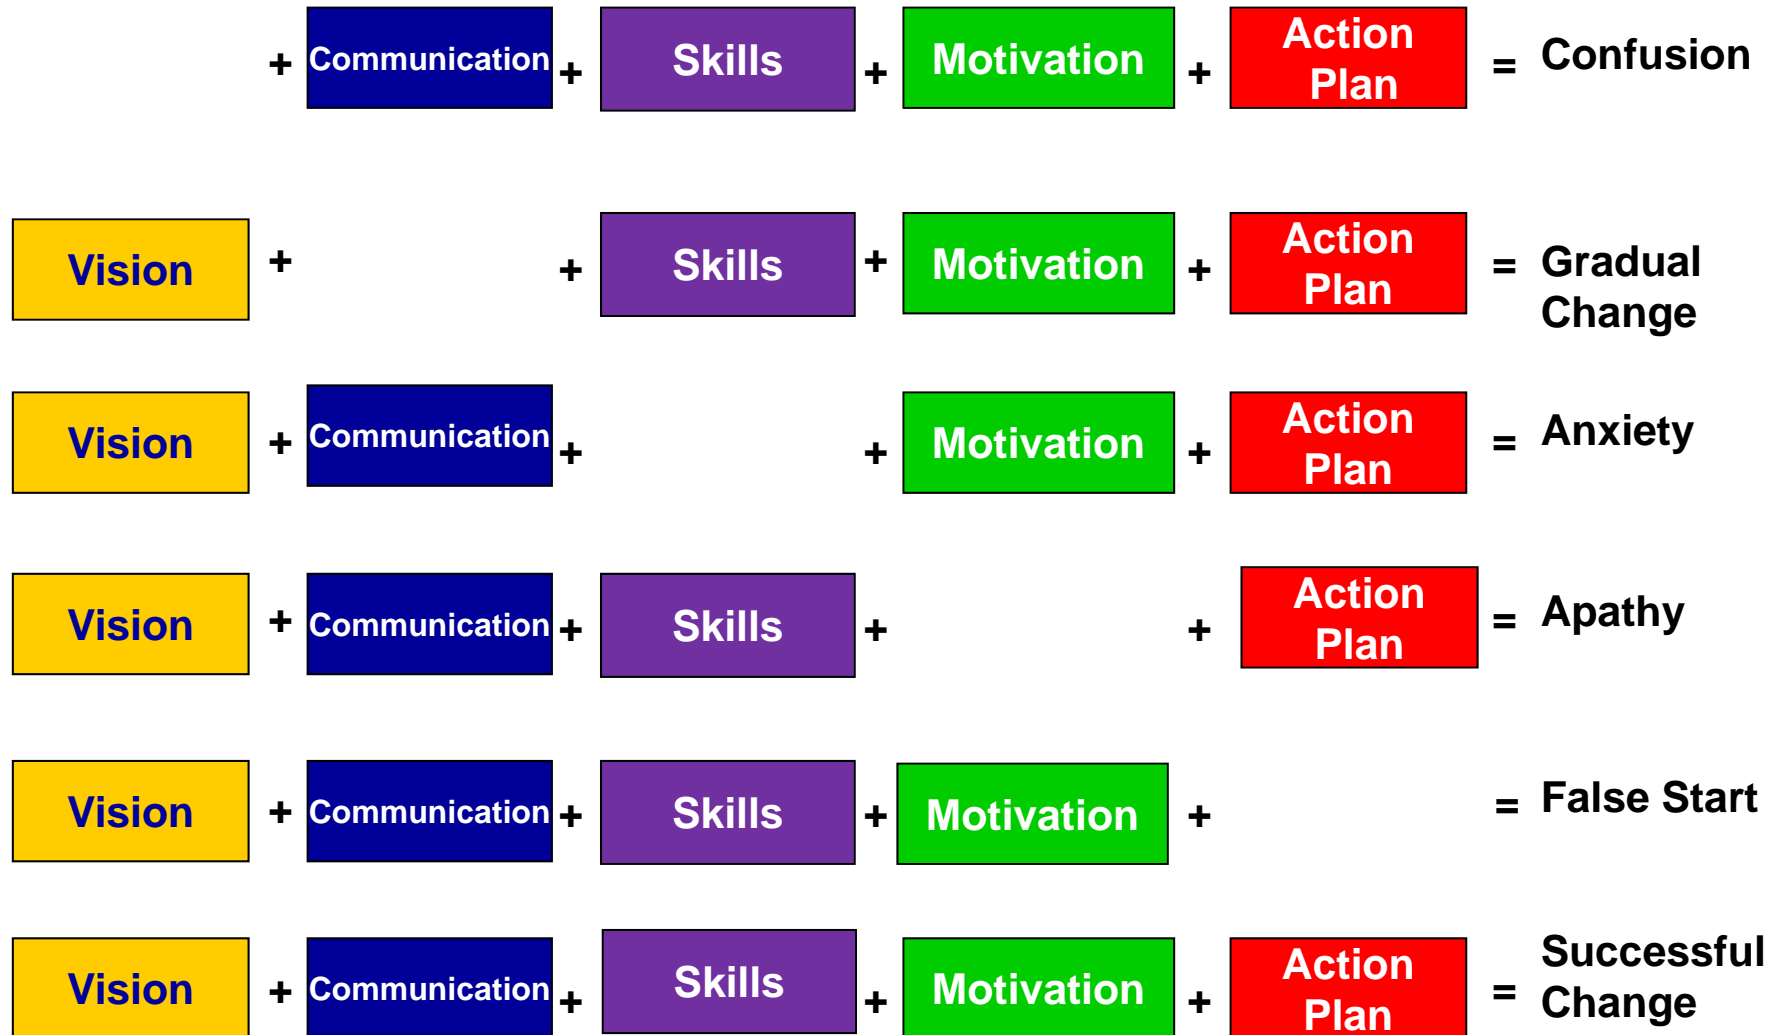 + Communication + Skills + Motivation + Action Plan = Confusion
Vision + + Skills + Motivation + Action Plan = Gradual Change
Vision + Communication + + Motivation + Action Plan = Anxiety
Vision + Communication + Skills + + Action Plan = Apathy
Vision + Communication + Skills + Motivation + = False Start
Vision + Communication + Skills + Motivation + Action Plan = Successful Change